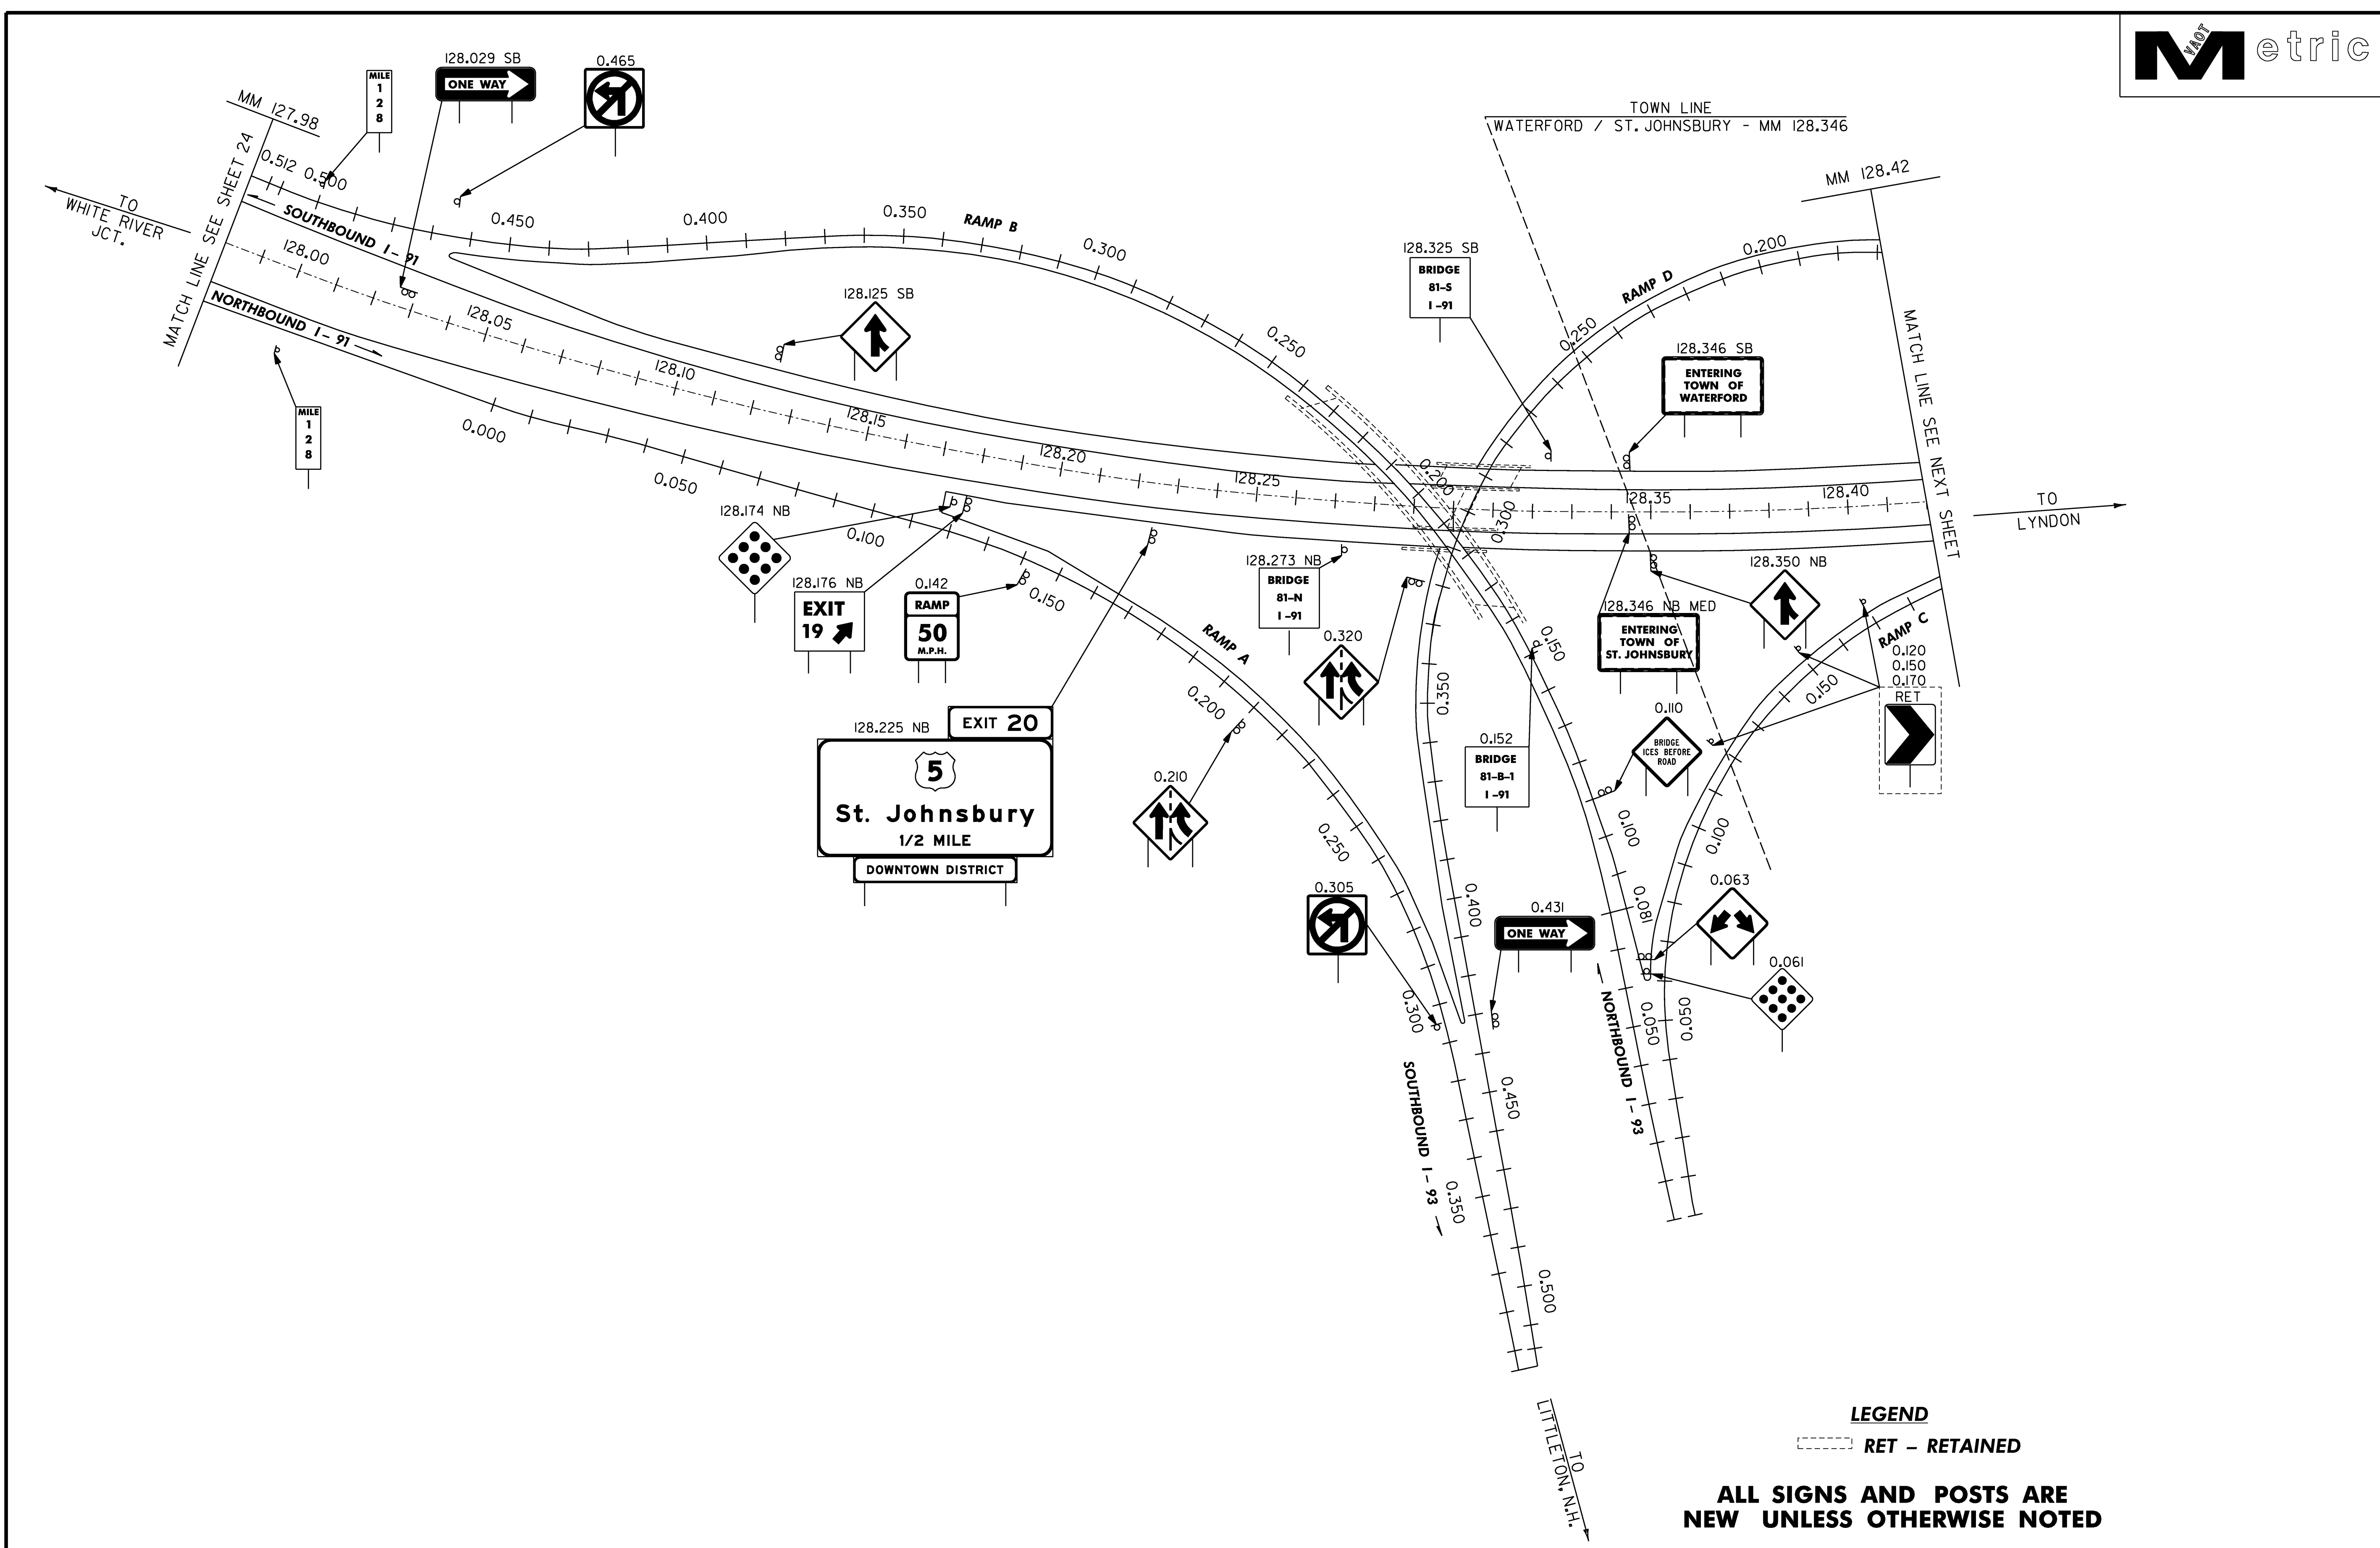 VAOT
Metric
128.029 SB
ONE WAY
0.465
MILE
1
2
8
MM 127.98
MATCH LINE SEE SHEET 24
TO
WHITE RIVER
JCT.
0.512
0.500
SOUTHBOUND I-91
0.450
0.400
0.350
RAMP B
0.300
0.250
0.200
0.150
0.100
0.081
0.050
TOWN LINE
WATERFORD / ST. JOHNSBURY - MM 128.346
MM 128.42
MATCH LINE SEE NEXT SHEET
TO
LYNDON
128.00
128.05
128.10
128.15
128.20
128.25
128.35
128.40
NORTHBOUND I-91
MILE
1
2
8
128.125 SB
128.325 SB
BRIDGE
81-S
I-91
RAMP D
0.200
0.250
0.300
0.350
0.400
0.450
0.500
128.346 SB
ENTERING
TOWN OF
WATERFORD
0.000
0.050
0.100
0.150
RAMP A
0.200
0.250
0.300
0.350
128.174 NB
128.176 NB
EXIT
19
0.142
RAMP
50
M.P.H.
128.225 NB
EXIT 20
5
St. Johnsbury
1/2 MILE
DOWNTOWN DISTRICT
0.210
128.273 NB
BRIDGE
81-N
I-91
0.320
0.152
BRIDGE
81-B-1
I-91
128.346 NB MED
ENTERING
TOWN OF
ST. JOHNSBURY
128.350 NB
RAMP C
0.150
0.100
0.050
0.120
0.150
0.170
RET
0.110
BRIDGE
ICES BEFORE
ROAD
0.305
0.431
ONE WAY
0.063
0.061
SOUTHBOUND I-93
NORTHBOUND I-93
TO
LITTLETON, N.H.
LEGEND
RET - RETAINED
ALL SIGNS AND POSTS ARE
NEW UNLESS OTHERWISE NOTED